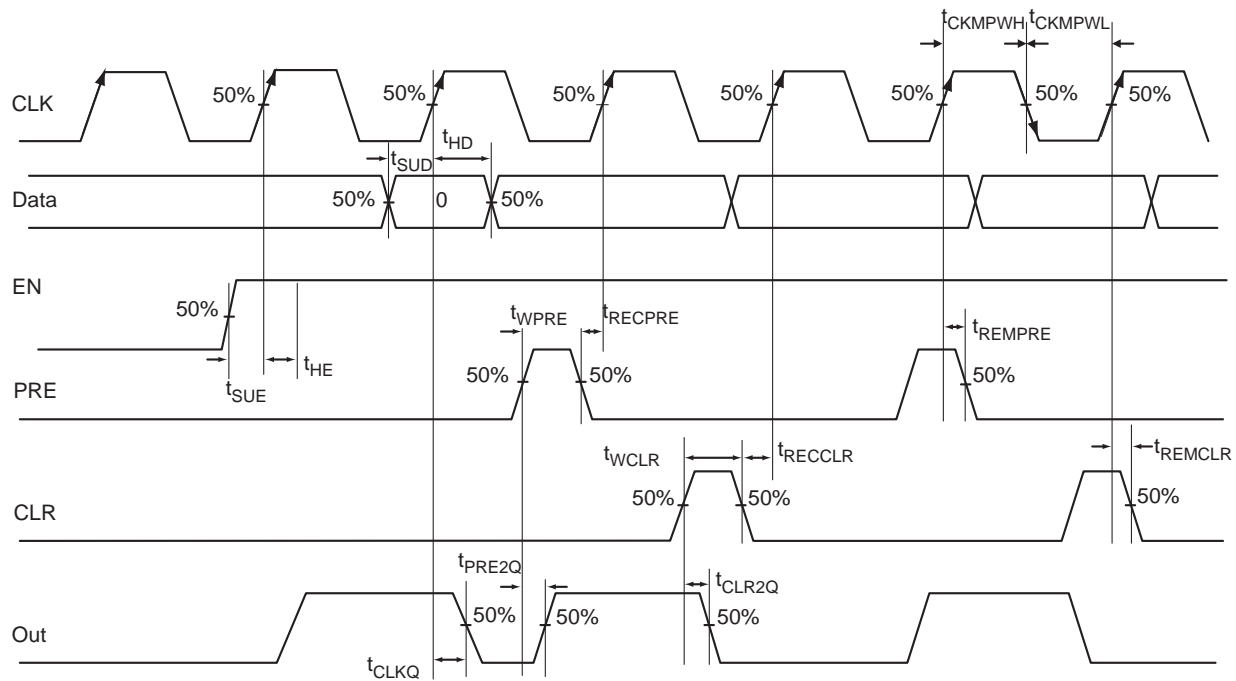 tCKMPWH tCKMPWL
CLK 50% 50% 50% 50% 50% 50% 50%
tSUD tHD
Data 50% 0 50%
EN
50%
tSUE tHE tWPRE tRECPRE tREMPRE
PRE 50% 50% 50%
tWCLR tRECCLR tREMCLR
CLR 50% 50% 50%
tPRE2Q tCLR2Q
Out 50% 50% 50%
tCLKQ